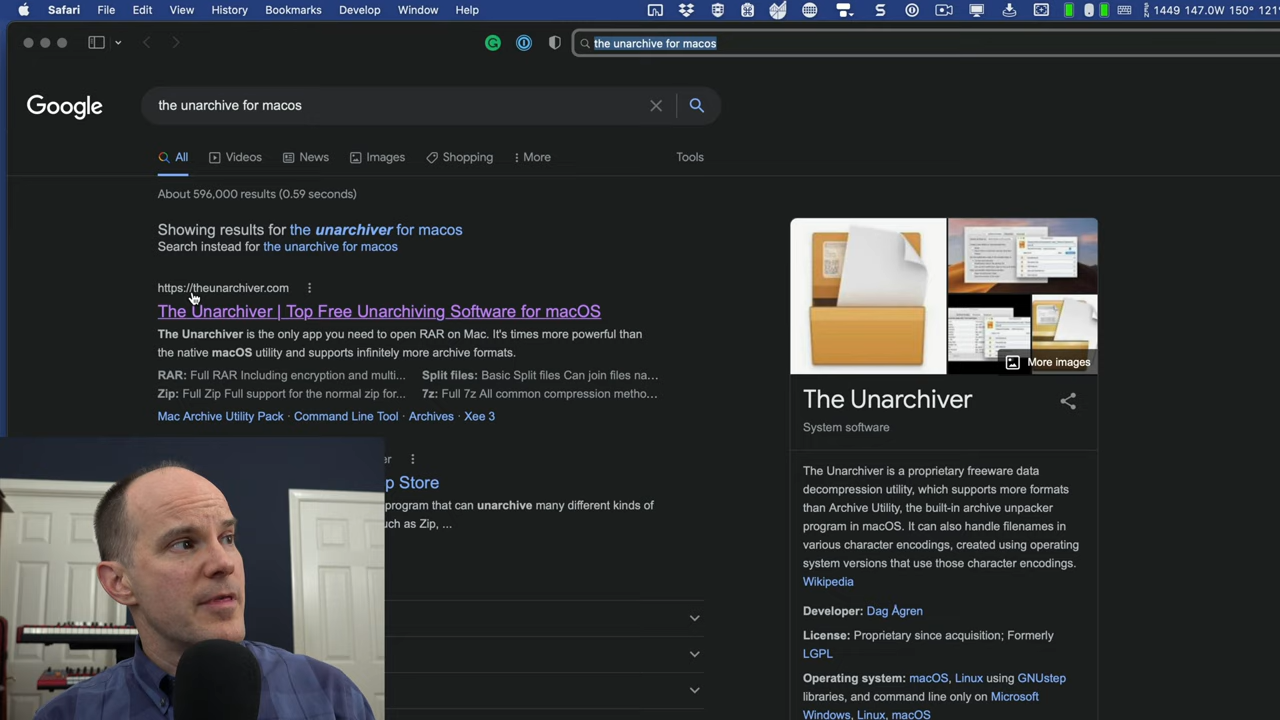 Safari File Edit View History Bookmarks Develop Window Help
1449 147.0W 150° 121
the unarchive for macos
Google
the unarchive for macos
All Videos News Images Shopping More Tools
About 596,000 results (0.59 seconds)
Showing results for the unarchiver for macos
Search instead for the unarchive for macos
https://theunarchiver.com
The Unarchiver | Top Free Unarchiving Software for macOS
The Unarchiver is the only app you need to open RAR on Mac. It's times more powerful than
the native macOS utility and supports infinitely more archive formats.
RAR: Full RAR Including encryption and multi... Split files: Basic Split files Can join files na...
Zip: Full Zip Full support for the normal zip for... 7z: Full 7z All common compression metho...
Mac Archive Utility Pack · Command Line Tool · Archives · Xee 3
er
p Store
program that can unarchive many different kinds of
uch as Zip, ...
More images
The Unarchiver
System software
The Unarchiver is a proprietary freeware data
decompression utility, which supports more formats
than Archive Utility, the built-in archive unpacker
program in macOS. It can also handle filenames in
various character encodings, created using operating
system versions that use those character encodings.
Wikipedia
Developer: Dag Ågren
License: Proprietary since acquisition; Formerly
LGPL
Operating system: macOS, Linux using GNUstep
libraries, and command line only on Microsoft
Windows, Linux, macOS